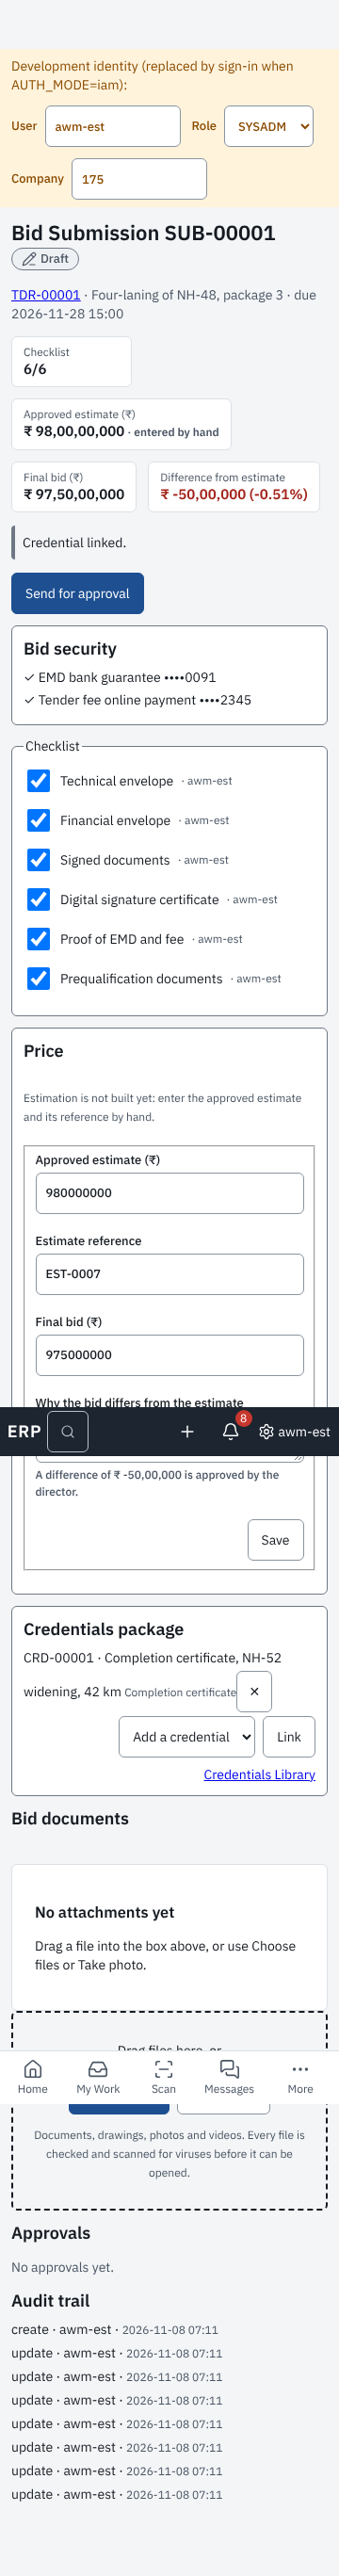 Development identity (replaced by sign-in when
AUTH_MODE=iam):
User awm-est Role SYSADM
Company 175
Bid Submission SUB-00001
Draft
TDR-00001 · Four-laning of NH-48, package 3 · due
2026-11-28 15:00
Checklist
6/6
Approved estimate (₹)
₹ 98,00,00,000 · entered by hand
Final bid (₹)
₹ 97,50,00,000
Difference from estimate
₹ -50,00,000 (-0.51%)
Credential linked.
Send for approval
Bid security
✓ EMD bank guarantee ••••0091
✓ Tender fee online payment ••••2345
Checklist
Technical envelope · awm-est
Financial envelope · awm-est
Signed documents · awm-est
Digital signature certificate · awm-est
Proof of EMD and fee · awm-est
Prequalification documents · awm-est
Price
Estimation is not built yet: enter the approved estimate
and its reference by hand.
Approved estimate (₹)
980000000
Estimate reference
EST-0007
Final bid (₹)
975000000
Why the bid differs from the estimate
ERP 8 awm-est
A difference of ₹ -50,00,000 is approved by the
director.
Save
Credentials package
CRD-00001 · Completion certificate, NH-52
widening, 42 km Completion certificate ×
Add a credential Link
Credentials Library
Bid documents
No attachments yet
Drag a file into the box above, or use Choose
files or Take photo.
Drag files here, or
Home My Work Scan Messages More
Documents, drawings, photos and videos. Every file is
checked and scanned for viruses before it can be
opened.
Approvals
No approvals yet.
Audit trail
create · awm-est · 2026-11-08 07:11
update · awm-est · 2026-11-08 07:11
update · awm-est · 2026-11-08 07:11
update · awm-est · 2026-11-08 07:11
update · awm-est · 2026-11-08 07:11
update · awm-est · 2026-11-08 07:11
update · awm-est · 2026-11-08 07:11
update · awm-est · 2026-11-08 07:11